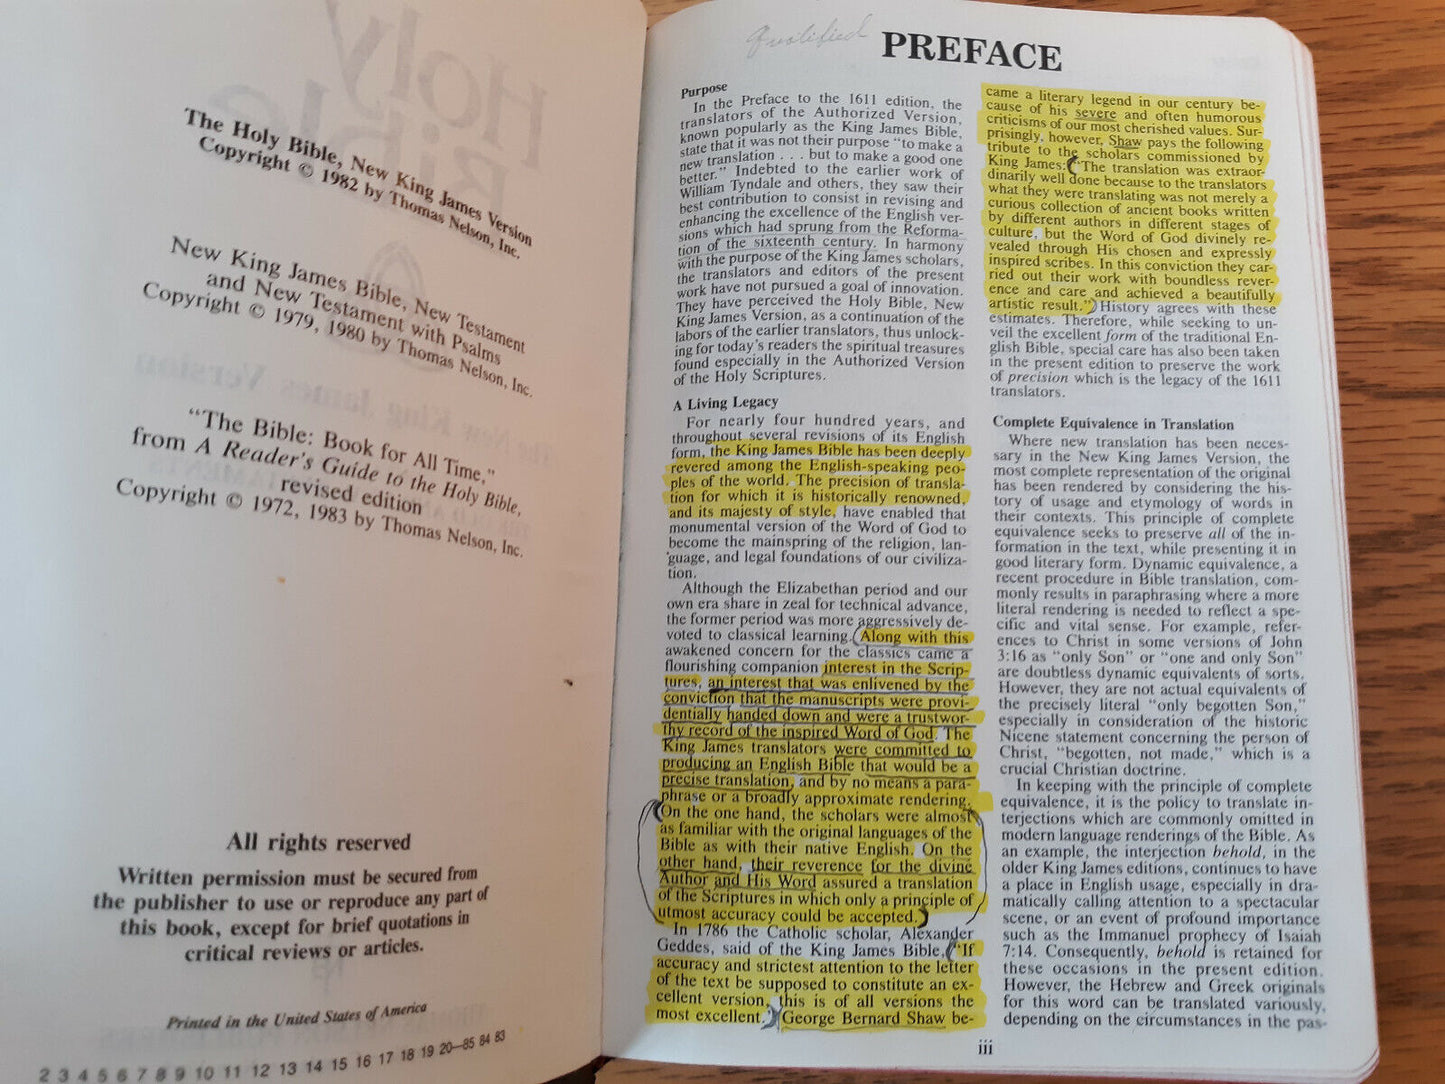 The Holy Bible, New King James Version
Copyright © 1982 by Thomas Nelson, Inc.
New King James Bible, New Testament
and New Testament with Psalms
Copyright © 1979, 1980 by Thomas Nelson, Inc.
“The Bible: Book for All Time,”
from A Reader's Guide to the Holy Bible,
revised edition
Copyright © 1972, 1983 by Thomas Nelson, Inc.
All rights reserved
Written permission must be secured from
the publisher to use or reproduce any part of
this book, except for brief quotations in
critical reviews or articles.
Printed in the United States of America
2 3 4 5 6 7 8 9 10 11 12 13 14 15 16 17 18 19 20—85 84 83
Qualified
PREFACE
Purpose
In the Preface to the 1611 edition, the
translators of the Authorized Version,
known popularly as the King James Bible,
state that it was not their purpose “to make a
new translation . . . but to make a good one
better.” Indebted to the earlier work of
William Tyndale and others, they saw their
best contribution to consist in revising and
enhancing the excellence of the English ver-
sions which had sprung from the Reforma-
tion of the sixteenth century. In harmony
with the purpose of the King James scholars,
the translators and editors of the present
work have not pursued a goal of innovation.
They have perceived the Holy Bible, New
King James Version, as a continuation of the
labors of the earlier translators, thus unlock-
ing for today's readers the spiritual treasures
found especially in the Authorized Version
of the Holy Scriptures.
A Living Legacy
For nearly four hundred years, and
throughout several revisions of its English
form, the King James Bible has been deeply
revered among the English-speaking peo-
ples of the world. The precision of transla-
tion for which it is historically renowned,
and its majesty of style, have enabled that
monumental version of the Word of God to
become the mainspring of the religion, lan-
guage, and legal foundations of our civiliza-
tion.
Although the Elizabethan period and our
own era share in zeal for technical advance,
the former period was more aggressively de-
voted to classical learning. Along with this
awakened concern for the classics came a
flourishing companion interest in the Scrip-
tures, an interest that was enlivened by the
conviction that the manuscripts were provi-
dentially handed down and were a trustwor-
thy record of the inspired Word of God. The
King James translators were committed to
producing an English Bible that would be a
precise translation, and by no means a para-
phrase or a broadly approximate rendering.
On the one hand, the scholars were almost
as familiar with the original languages of the
Bible as with their native English. On the
other hand, their reverence for the divine
Author and His Word assured a translation
of the Scriptures in which only a principle of
utmost accuracy could be accepted.
In 1786 the Catholic scholar, Alexander
Geddes, said of the King James Bible, “If
accuracy and strictest attention to the letter
of the text be supposed to constitute an ex-
cellent version, this is of all versions the
most excellent.” George Bernard Shaw be-
came a literary legend in our century be-
cause of his severe and often humorous
criticisms of our most cherished values. Sur-
prisingly, however, Shaw pays the following
tribute to the scholars commissioned by
King James: “The translation was extraor-
dinarily well done because to the translators
what they were translating was not merely a
curious collection of ancient books written
by different authors in different stages of
culture, but the Word of God divinely re-
vealed through His chosen and expressly
inspired scribes. In this conviction they car-
ried out their work with boundless rever-
ence and care and achieved a beautifully
artistic result.” History agrees with these
estimates. Therefore, while seeking to un-
veil the excellent form of the traditional En-
glish Bible, special care has also been taken
in the present edition to preserve the work
of precision which is the legacy of the 1611
translators.
Complete Equivalence in Translation
Where new translation has been neces-
sary in the New King James Version, the
most complete representation of the original
has been rendered by considering the his-
tory of usage and etymology of words in
their contexts. This principle of complete
equivalence seeks to preserve all of the in-
formation in the text, while presenting it in
good literary form. Dynamic equivalence, a
recent procedure in Bible translation, com-
monly results in paraphrasing where a more
literal rendering is needed to reflect a spe-
cific and vital sense. For example, refer-
ences to Christ in some versions of John
3:16 as “only Son” or “one and only Son”
are doubtless dynamic equivalents of sorts.
However, they are not actual equivalents of
the precisely literal “only begotten Son,”
especially in consideration of the historic
Nicene statement concerning the person of
Christ, “begotten, not made,” which is a
crucial Christian doctrine.
In keeping with the principle of complete
equivalence, it is the policy to translate in-
terjections which are commonly omitted in
modern language renderings of the Bible. As
an example, the interjection behold, in the
older King James editions, continues to have
a place in English usage, especially in dra-
matically calling attention to a spectacular
scene, or an event of profound importance
such as the Immanuel prophecy of Isaiah
7:14. Consequently, behold is retained for
these occasions in the present edition.
However, the Hebrew and Greek originals
for this word can be translated variously,
depending on the circumstances in the pas-
iii